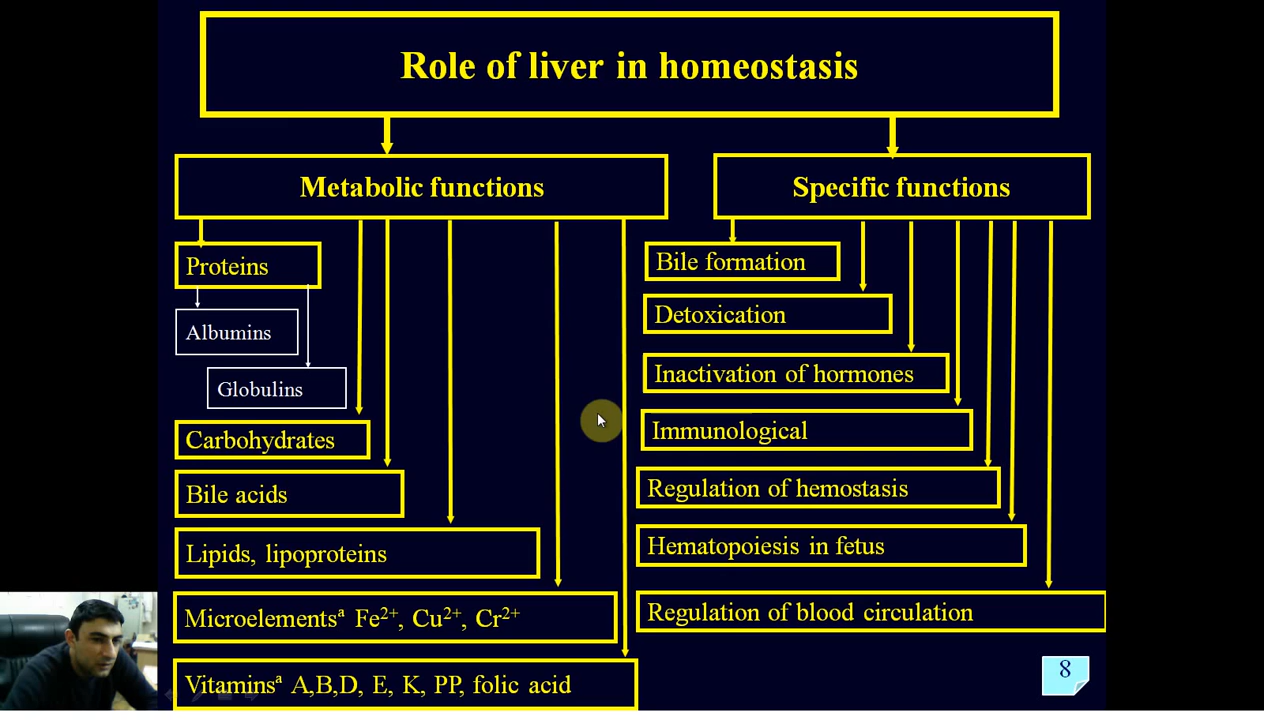 Role of liver in homeostasis
Metabolic functions
Proteins
Albumins
Globulins
Carbohydrates
Bile acids
Lipids, lipoproteins
Microelementsª Fe²⁺, Cu²⁺, Cr²⁺
Vitaminsª A,B,D, E, K, PP, folic acid
Specific functions
Bile formation
Detoxication
Inactivation of hormones
Immunological
Regulation of hemostasis
Hematopoiesis in fetus
Regulation of blood circulation
8